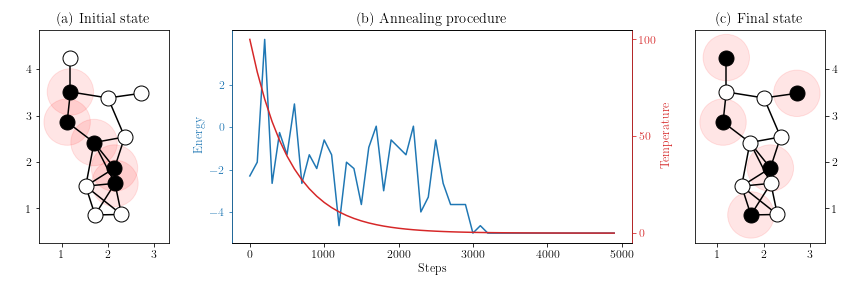 (a) Initial state
4
3
2
1
1 2 3
(b) Annealing procedure
Energy
2
0
−2
−4
0 1000 2000 3000 4000 5000
Steps
100
50
0
Temperature
(c) Final state
4
3
2
1
1 2 3